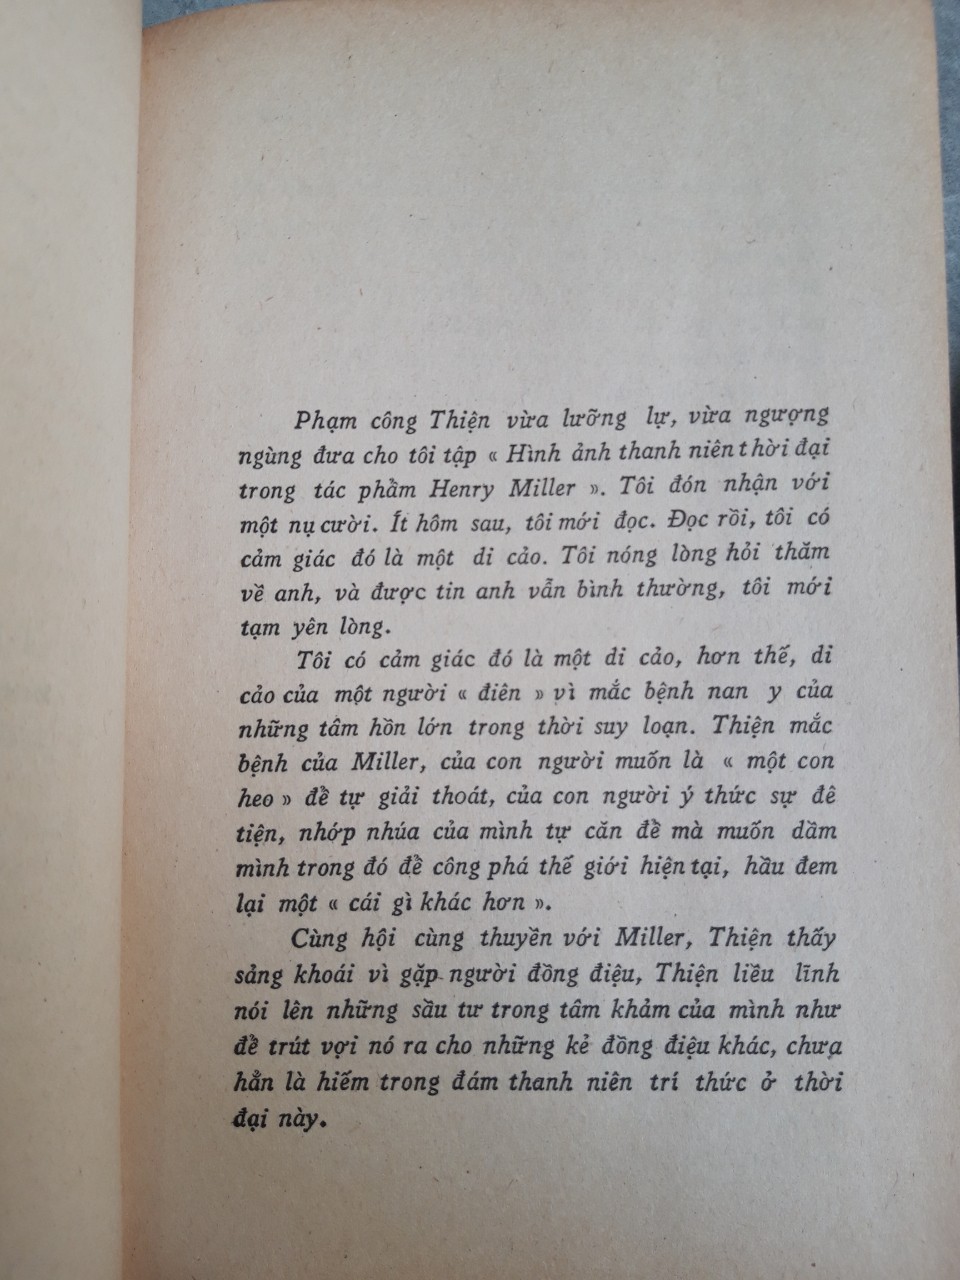 Phạm công Thiện vừa lưỡng lự, vừa ngượng
ngùng đưa cho tôi tập « Hình ảnh thanh niên thời đại
trong tác phẩm Henry Miller ». Tôi đón nhận với
một nụ cười. Ít hôm sau, tôi mới đọc. Đọc rồi, tôi có
cảm giác đó là một di cảo. Tôi nóng lòng hỏi thăm
về anh, và được tin anh vẫn bình thường, tôi mới
tạm yên lòng.
Tôi có cảm giác đó là một di cảo, hơn thế, di
cảo của một người « điên » vì mắc bệnh nan y của
những tâm hồn lớn trong thời suy loạn. Thiện mắc
bệnh của Miller, của con người muốn là « một con
heo » để tự giải thoát, của con người ý thức sự đê
tiện, nhớp nhúa của mình tự căn để mà muốn dầm
mình trong đó để công phá thế giới hiện tại, hầu đem
lại một « cái gì khác hơn ».
Cùng hội cùng thuyền với Miller, Thiện thấy
sảng khoái vì gặp người đồng điệu, Thiện liều lĩnh
nói lên những sầu tư trong tâm khảm của mình như
để trút vợi nó ra cho những kẻ đồng điệu khác, chưa
hẳn là hiếm trong đám thanh niên trí thức ở thời
đại này.